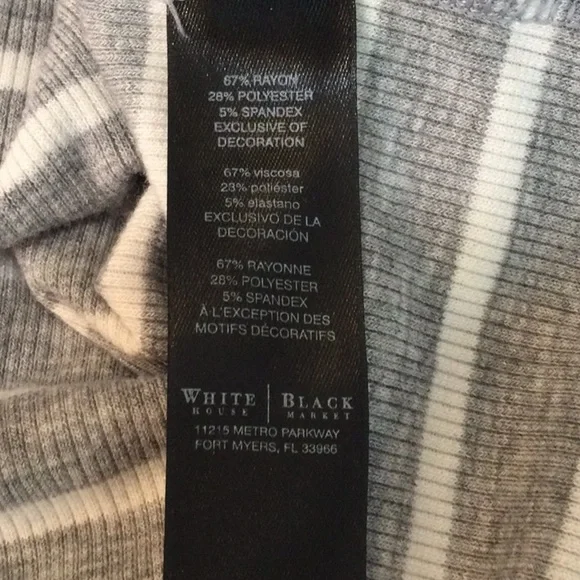 67% RAYON
28% POLYESTER
5% SPANDEX
EXCLUSIVE OF
DECORATION
67% viscosa
23% poliéster
5% elastano
EXCLUSIVO DE LA
DECORACIÓN
67% RAYONNE
28% POLYESTER
5% SPANDEX
À L'EXCEPTION DES
MOTIFS DÉCORATIFS
WHITE | BLACK
HOUSE | MARKET
11215 METRO PARKWAY
FORT MYERS, FL 33966